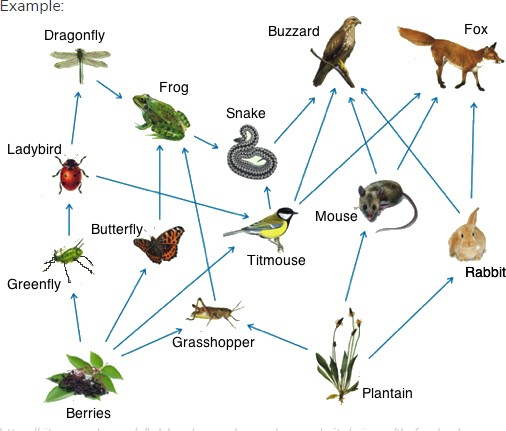 Example:
Dragonfly
Buzzard
Fox
Frog
Snake
Ladybird
Mouse
Butterfly
Titmouse
Rabbit
Greenfly
Grasshopper
Plantain
Berries